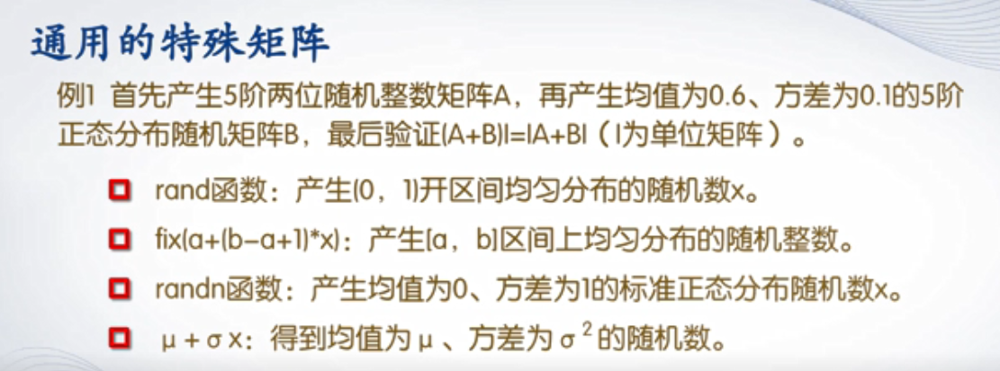 通用的特殊矩阵
例1 首先产生5阶两位随机整数矩阵A，再产生均值为0.6、方差为0.1的5阶
正态分布随机矩阵B，最后验证(A+B)I=IA+BI（I为单位矩阵）。
rand函数：产生(0，1)开区间均匀分布的随机数x。
fix(a+(b-a+1)*x)：产生[a，b]区间上均匀分布的随机整数。
randn函数：产生均值为0、方差为1的标准正态分布随机数x。
μ+σx：得到均值为μ、方差为σ²的随机数。